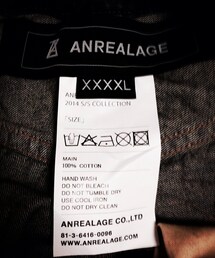 ANREALAGE
XXXXL
2014 S/S COLLECTION
SIZE:
MAIN
100% COTTON
HAND WASH
DO NOT BLEACH
DO NOT TUMBLE DRY
USE COOL IRON
DO NOT DRY CLEAN
ANREALAGE CO.,LTD
81-3-6416-0096
WWW.ANREALAGE.COM